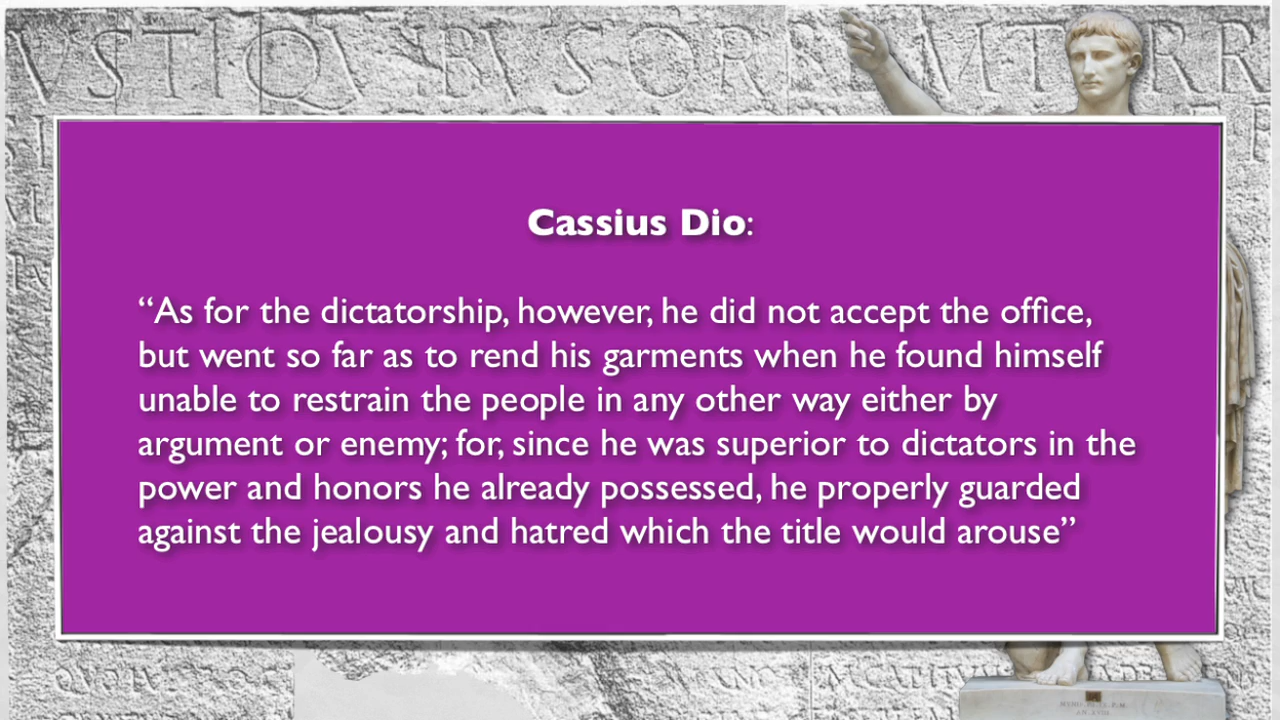 VSTIQV BVS ORB
Cassius Dio:
“As for the dictatorship, however, he did not accept the office,
but went so far as to rend his garments when he found himself
unable to restrain the people in any other way either by
argument or enemy; for, since he was superior to dictators in the
power and honors he already possessed, he properly guarded
against the jealousy and hatred which the title would arouse”